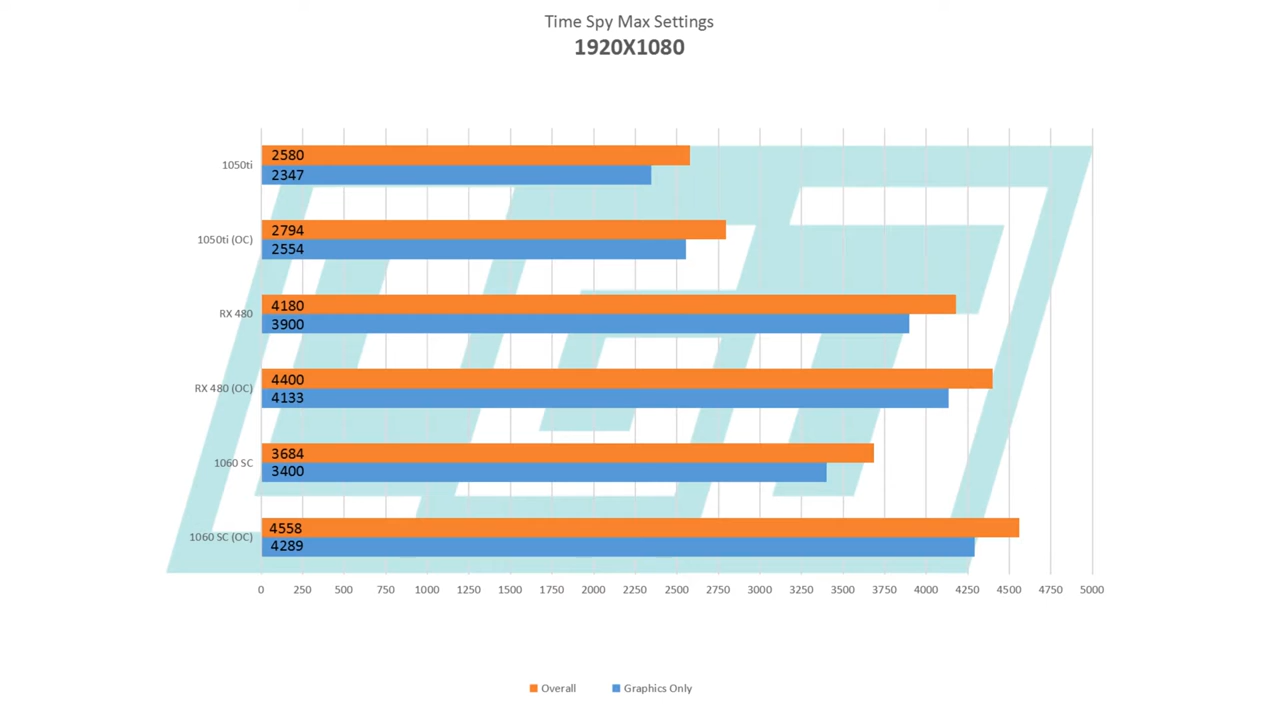 Time Spy Max Settings
1920X1080
1050ti
2580
2347
1050ti (OC)
2794
2554
RX 480
4180
3900
RX 480 (OC)
4400
4133
1060 SC
3684
3400
1060 SC (OC)
4558
4289
0 250 500 750 1000 1250 1500 1750 2000 2250 2500 2750 3000 3250 3500 3750 4000 4250 4500 4750 5000
Overall Graphics Only